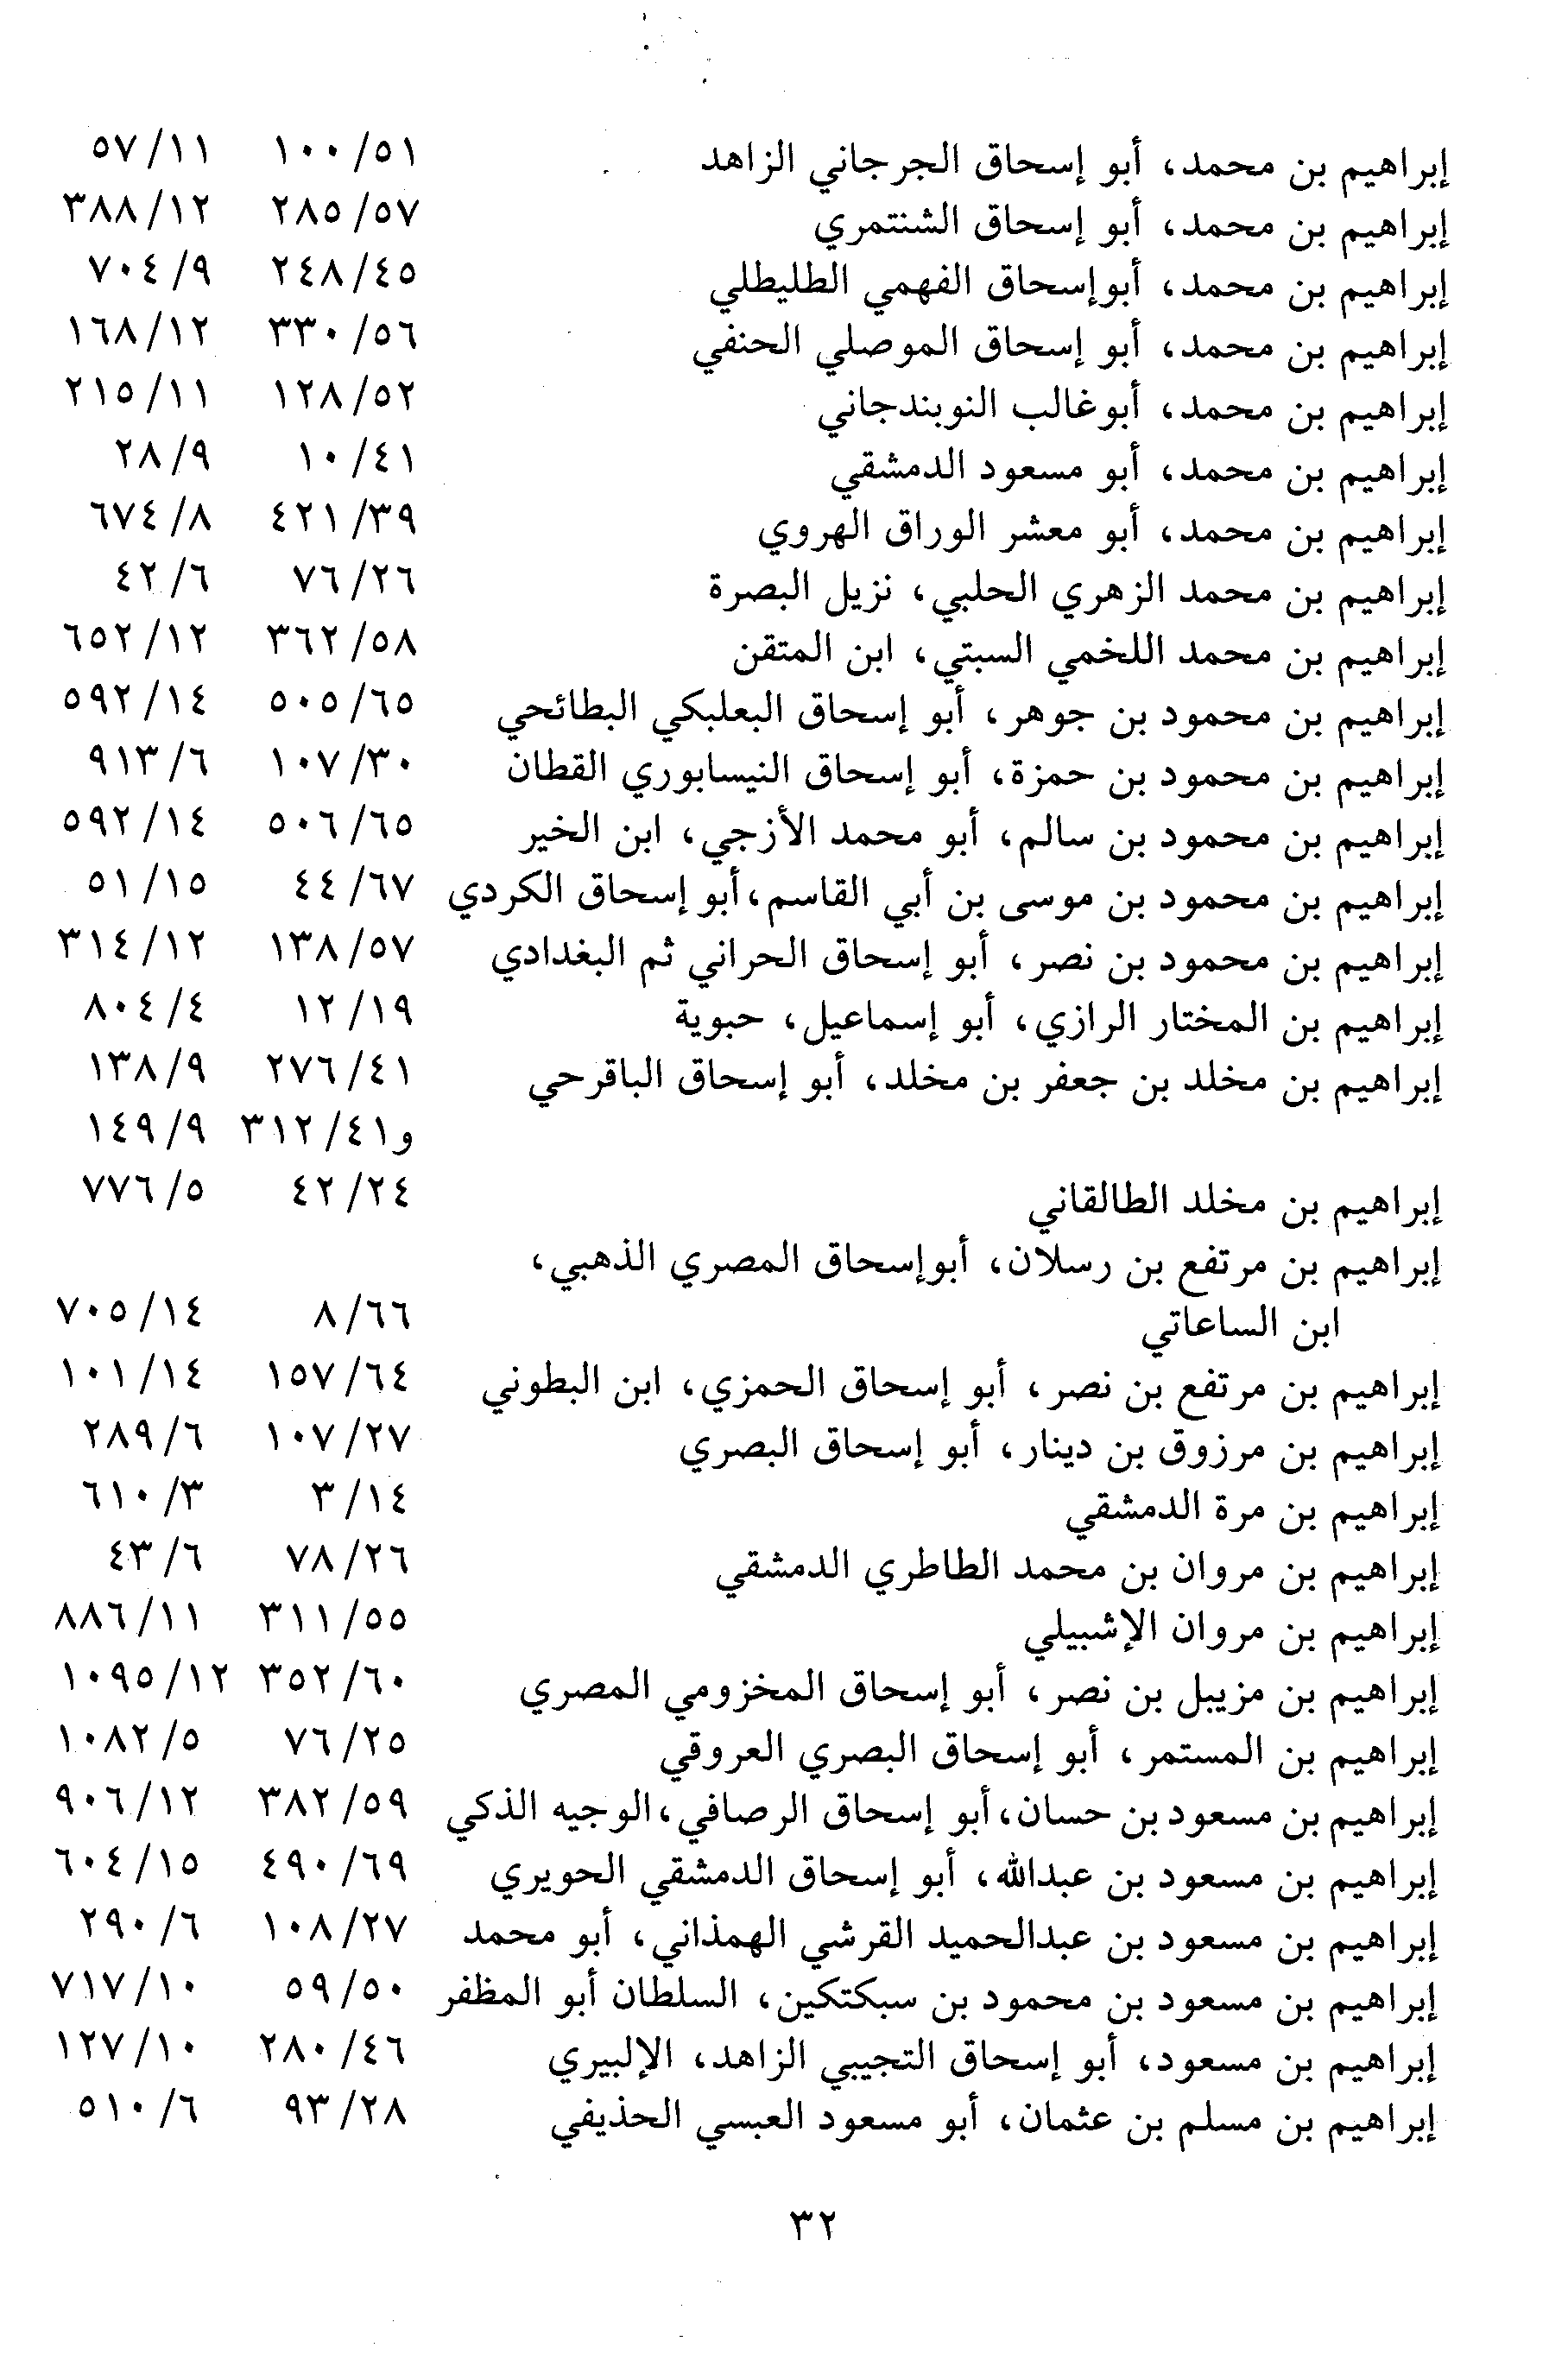 إبراهيم بن محمد، أبو إسحاق الجرجاني الزاهد ٥١/ ١٠٠ ١١/ ٥٧
إبراهيم بن محمد، أبو إسحاق الشنتمري ٥٧/ ٢٨٥ ١٢/ ٣٨٨
إبراهيم بن محمد، أبوإسحاق الفهمي الطليطلي ٤٥/ ٢٤٨ ٩/ ٧٠٤
إبراهيم بن محمد، أبو إسحاق الموصلي الحنفي ٥٦/ ٣٣٠ ١٢/ ١٦٨
إبراهيم بن محمد، أبوغالب النوبندجاني ٥٢/ ١٢٨ ١١/ ٢١٥
إبراهيم بن محمد، أبو مسعود الدمشقي ٤١/ ١٠ ٩/ ٢٨
إبراهيم بن محمد، أبو معشر الوراق الهروي ٣٩/ ٤٢١ ٨/ ٦٧٤
إبراهيم بن محمد الزهري الحلبي، نزيل البصرة ٢٦/ ٧٦ ٦/ ٤٢
إبراهيم بن محمد اللخمي السبتي، ابن المتقن ٥٨/ ٣٦٢ ١٢/ ٦٥٢
إبراهيم بن محمود بن جوهر، أبو إسحاق البعلبكي البطائحي ٦٥/ ٥٠٥ ١٤/ ٥٩٢
إبراهيم بن محمود بن حمزة، أبو إسحاق النيسابوري القطان ٣٠/ ١٠٧ ٦/ ٩١٣
إبراهيم بن محمود بن سالم، أبو محمد الأزجي، ابن الخير ٦٥/ ٥٠٦ ١٤/ ٥٩٢
إبراهيم بن محمود بن موسى بن أبي القاسم، أبو إسحاق الكردي ٦٧/ ٤٤ ١٥/ ٥١
إبراهيم بن محمود بن نصر، أبو إسحاق الحراني ثم البغدادي ٥٧/ ١٣٨ ١٢/ ٣١٤
إبراهيم بن المختار الرازي، أبو إسماعيل، حبوية ١٩/ ١٢ ٤/ ٨٠٤
إبراهيم بن مخلد بن جعفر بن مخلد، أبو إسحاق الباقرحي ٤١/ ٢٧٦ ٩/ ١٣٨
و٤١/ ٣١٢ ٩/ ١٤٩
إبراهيم بن مخلد الطالقاني ٢٤/ ٤٢ ٥/ ٧٧٦
إبراهيم بن مرتفع بن رسلان، أبوإسحاق المصري الذهبي،
ابن الساعاتي ٦٦/ ٨ ١٤/ ٧٠٥
إبراهيم بن مرتفع بن نصر، أبو إسحاق الحمزي، ابن البطوني ٦٤/ ١٥٧ ١٤/ ١٠١
إبراهيم بن مرزوق بن دينار، أبو إسحاق البصري ٢٧/ ١٠٧ ٦/ ٢٨٩
إبراهيم بن مرة الدمشقي ١٤/ ٣ ٣/ ٦١٠
إبراهيم بن مروان بن محمد الطاطري الدمشقي ٢٦/ ٧٨ ٦/ ٤٣
إبراهيم بن مروان الإشبيلي ٥٥/ ٣١١ ١١/ ٨٨٦
إبراهيم بن مزيبل بن نصر، أبو إسحاق المخزومي المصري ٦٠/ ٣٥٢ ١٢/ ١٠٩٥
إبراهيم بن المستمر، أبو إسحاق البصري العروقي ٢٥/ ٧٦ ٥/ ١٠٨٢
إبراهيم بن مسعود بن حسان، أبو إسحاق الرصافي، الوجيه الذكي ٥٩/ ٣٨٢ ١٢/ ٩٠٦
إبراهيم بن مسعود بن عبدالله، أبو إسحاق الدمشقي الحويري ٦٩/ ٤٩٠ ١٥/ ٦٠٤
إبراهيم بن مسعود بن عبدالحميد القرشي الهمذاني، أبو محمد ٢٧/ ١٠٨ ٦/ ٢٩٠
إبراهيم بن مسعود بن محمود بن سبكتكين، السلطان أبو المظفر ٥٠/ ٥٩ ١٠/ ٧١٧
إبراهيم بن مسعود، أبو إسحاق التجيبي الزاهد، الإلبيري ٤٦/ ٢٨٠ ١٠/ ١٢٧
إبراهيم بن مسلم بن عثمان، أبو مسعود العبسي الحذيفي ٢٨/ ٩٣ ٦/ ٥١٠
٣٢